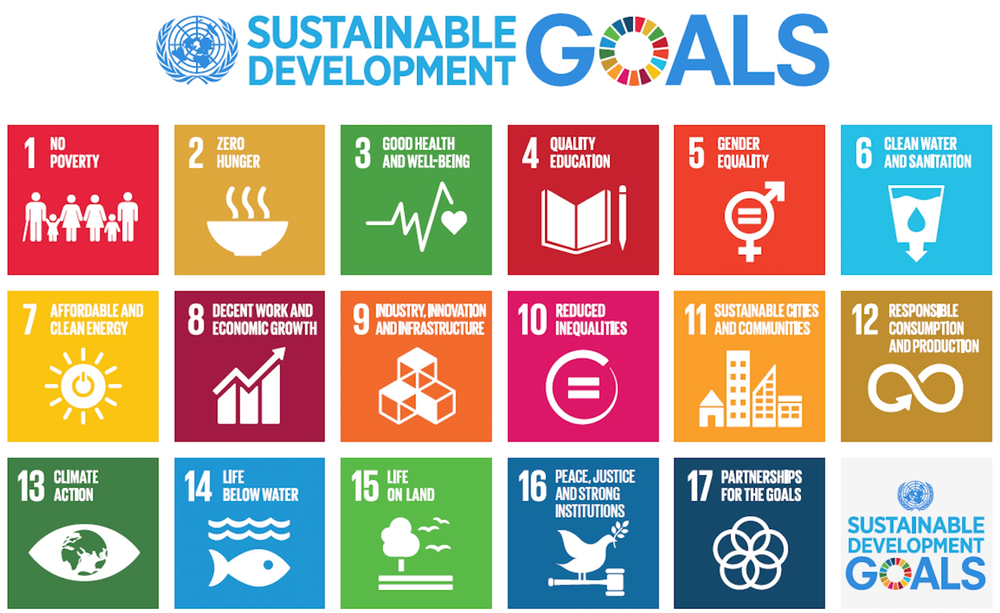 SUSTAINABLE
DEVELOPMENT
GOALS
1 NO
POVERTY
2 ZERO
HUNGER
3 GOOD HEALTH
AND WELL-BEING
4 QUALITY
EDUCATION
5 GENDER
EQUALITY
6 CLEAN WATER
AND SANITATION
7 AFFORDABLE AND
CLEAN ENERGY
8 DECENT WORK AND
ECONOMIC GROWTH
9 INDUSTRY, INNOVATION
AND INFRASTRUCTURE
10 REDUCED
INEQUALITIES
11 SUSTAINABLE CITIES
AND COMMUNITIES
12 RESPONSIBLE
CONSUMPTION
AND PRODUCTION
13 CLIMATE
ACTION
14 LIFE
BELOW WATER
15 LIFE
ON LAND
16 PEACE, JUSTICE
AND STRONG
INSTITUTIONS
17 PARTNERSHIPS
FOR THE GOALS
SUSTAINABLE
DEVELOPMENT
GOALS